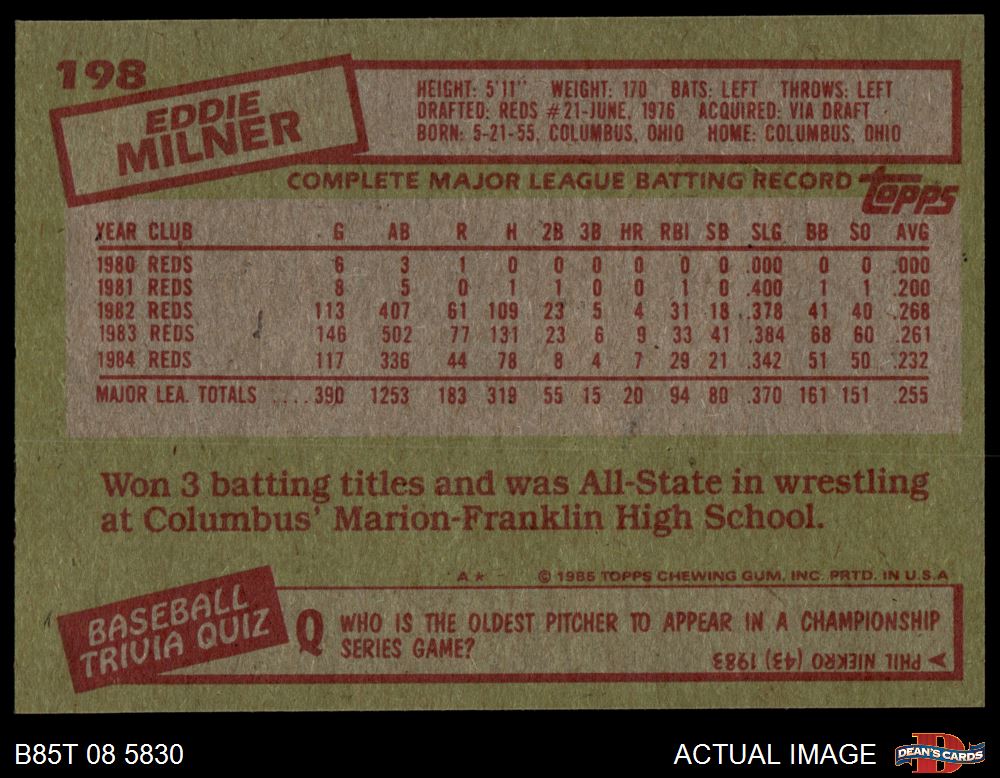 198
EDDIE
MILNER
HEIGHT: 5'11" WEIGHT: 170 BATS: LEFT THROWS: LEFT
DRAFTED: REDS #21-JUNE, 1976 ACQUIRED: VIA DRAFT
BORN: 5-21-55, COLUMBUS, OHIO HOME: COLUMBUS, OHIO
COMPLETE MAJOR LEAGUE BATTING RECORD topps
YEAR CLUB G AB R H 2B 3B HR RBI SB SLG BB SO AVG
1980 REDS 6 3 1 0 0 0 0 0 0 .000 0 0 .000
1981 REDS 8 5 0 1 1 0 0 1 0 .400 1 1 .200
1982 REDS 113 407 61 109 23 5 4 31 18 .378 41 40 .268
1983 REDS 146 502 77 131 23 6 9 33 41 .384 68 60 .261
1984 REDS 117 336 44 78 8 4 7 29 21 .342 51 50 .232
MAJOR LEA. TOTALS ....390 1253 183 319 55 15 20 94 80 .370 161 151 .255
Won 3 batting titles and was All-State in wrestling
at Columbus' Marion-Franklin High School.
A* © 1985 TOPPS CHEWING GUM, INC. PRTD. IN U.S.A
BASEBALL
TRIVIA QUIZ
Q WHO IS THE OLDEST PITCHER TO APPEAR IN A CHAMPIONSHIP
SERIES GAME?
PHIL NIEKRO (43) 1983
B85T 08 5830 ACTUAL IMAGE DEAN'S CARDS